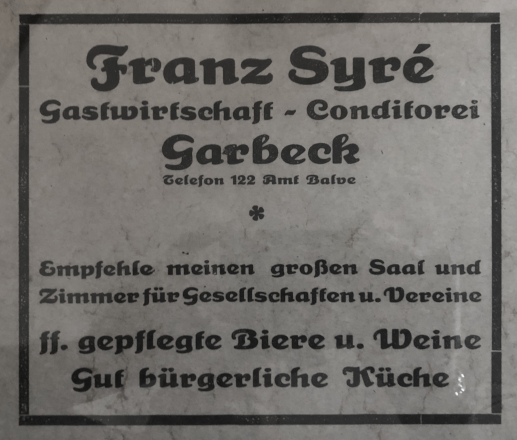 Franz Syré
Gastwirtschaft - Conditorei
Garbeck
Telefon 122 Amt Balve
*
Empfehle meinen großen Saal und
Zimmer für Gesellschaften u. Vereine
ff. gepflegte Biere u. Weine
Gut bürgerliche Küche